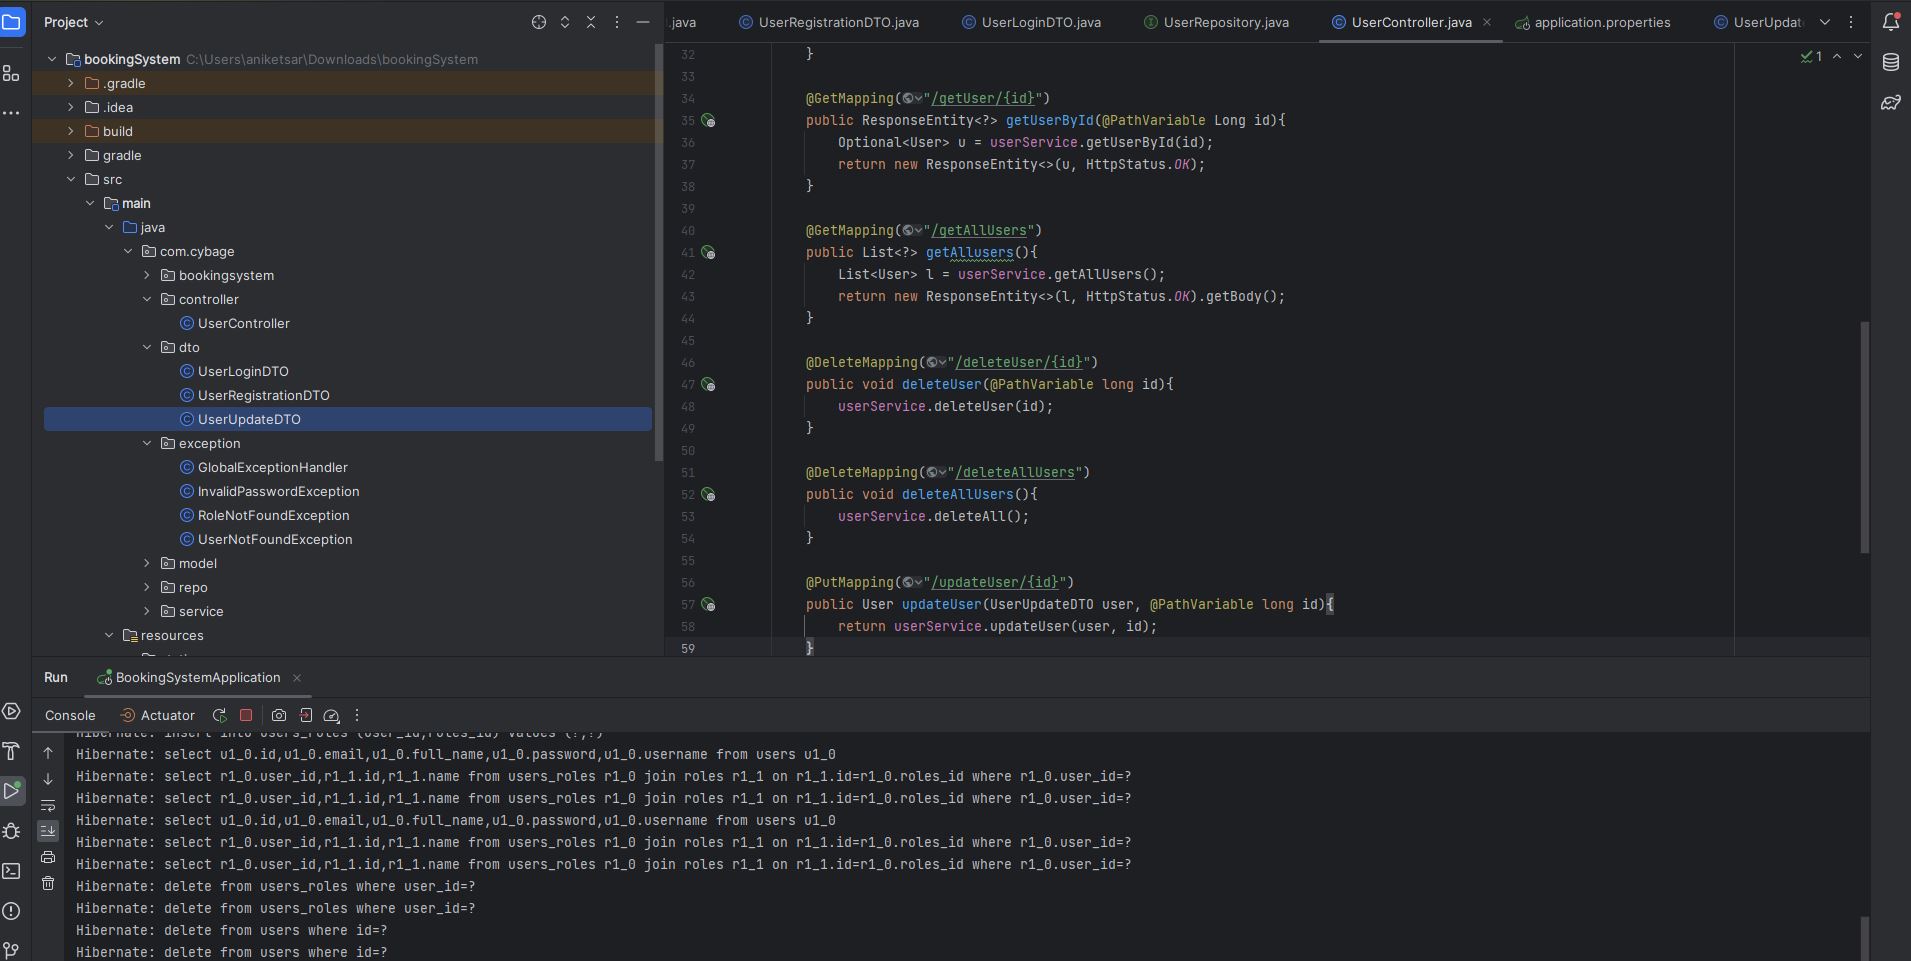 Project
bookingSystem C:\Users\aniketsar\Downloads\bookingSystem
.gradle
.idea
build
gradle
src
main
java
com.cybage
bookingsystem
controller
UserController
dto
UserLoginDTO
UserRegistrationDTO
UserUpdateDTO
exception
GlobalExceptionHandler
InvalidPasswordException
RoleNotFoundException
UserNotFoundException
model
repo
service
resources
.java UserRegistrationDTO.java UserLoginDTO.java UserRepository.java UserController.java application.properties UserUpdat
1
32 }
33
34 @GetMapping("/getUser/{id}")
35 public ResponseEntity<?> getUserById(@PathVariable Long id){
36 Optional<User> u = userService.getUserById(id);
37 return new ResponseEntity<>(u, HttpStatus.OK);
38 }
39
40 @GetMapping("/getAllUsers")
41 public List<?> getAllusers(){
42 List<User> l = userService.getAllUsers();
43 return new ResponseEntity<>(l, HttpStatus.OK).getBody();
44 }
45
46 @DeleteMapping("/deleteUser/{id}")
47 public void deleteUser(@PathVariable long id){
48 userService.deleteUser(id);
49 }
50
51 @DeleteMapping("/deleteAllUsers")
52 public void deleteAllUsers(){
53 userService.deleteAll();
54 }
55
56 @PutMapping("/updateUser/{id}")
57 public User updateUser(UserUpdateDTO user, @PathVariable long id){
58 return userService.updateUser(user, id);
59 }
Run BookingSystemApplication
Console Actuator
Hibernate: insert into users_roles (user_id,roles_id) values (?,?)
Hibernate: select u1_0.id,u1_0.email,u1_0.full_name,u1_0.password,u1_0.username from users u1_0
Hibernate: select r1_0.user_id,r1_1.id,r1_1.name from users_roles r1_0 join roles r1_1 on r1_1.id=r1_0.roles_id where r1_0.user_id=?
Hibernate: select r1_0.user_id,r1_1.id,r1_1.name from users_roles r1_0 join roles r1_1 on r1_1.id=r1_0.roles_id where r1_0.user_id=?
Hibernate: select u1_0.id,u1_0.email,u1_0.full_name,u1_0.password,u1_0.username from users u1_0
Hibernate: select r1_0.user_id,r1_1.id,r1_1.name from users_roles r1_0 join roles r1_1 on r1_1.id=r1_0.roles_id where r1_0.user_id=?
Hibernate: select r1_0.user_id,r1_1.id,r1_1.name from users_roles r1_0 join roles r1_1 on r1_1.id=r1_0.roles_id where r1_0.user_id=?
Hibernate: delete from users_roles where user_id=?
Hibernate: delete from users_roles where user_id=?
Hibernate: delete from users where id=?
Hibernate: delete from users where id=?